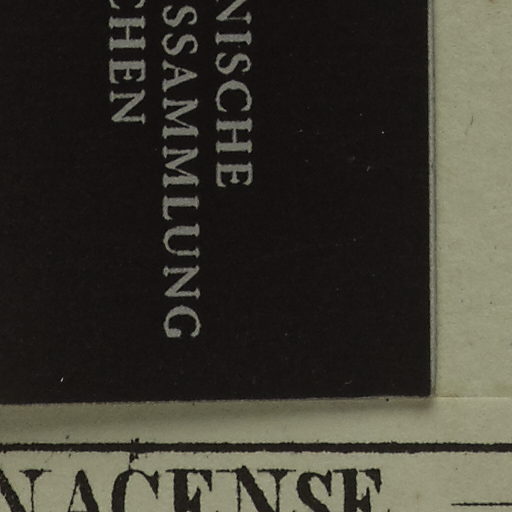 NISCHE
SSAMMLUNG
CHEN
NACENSE